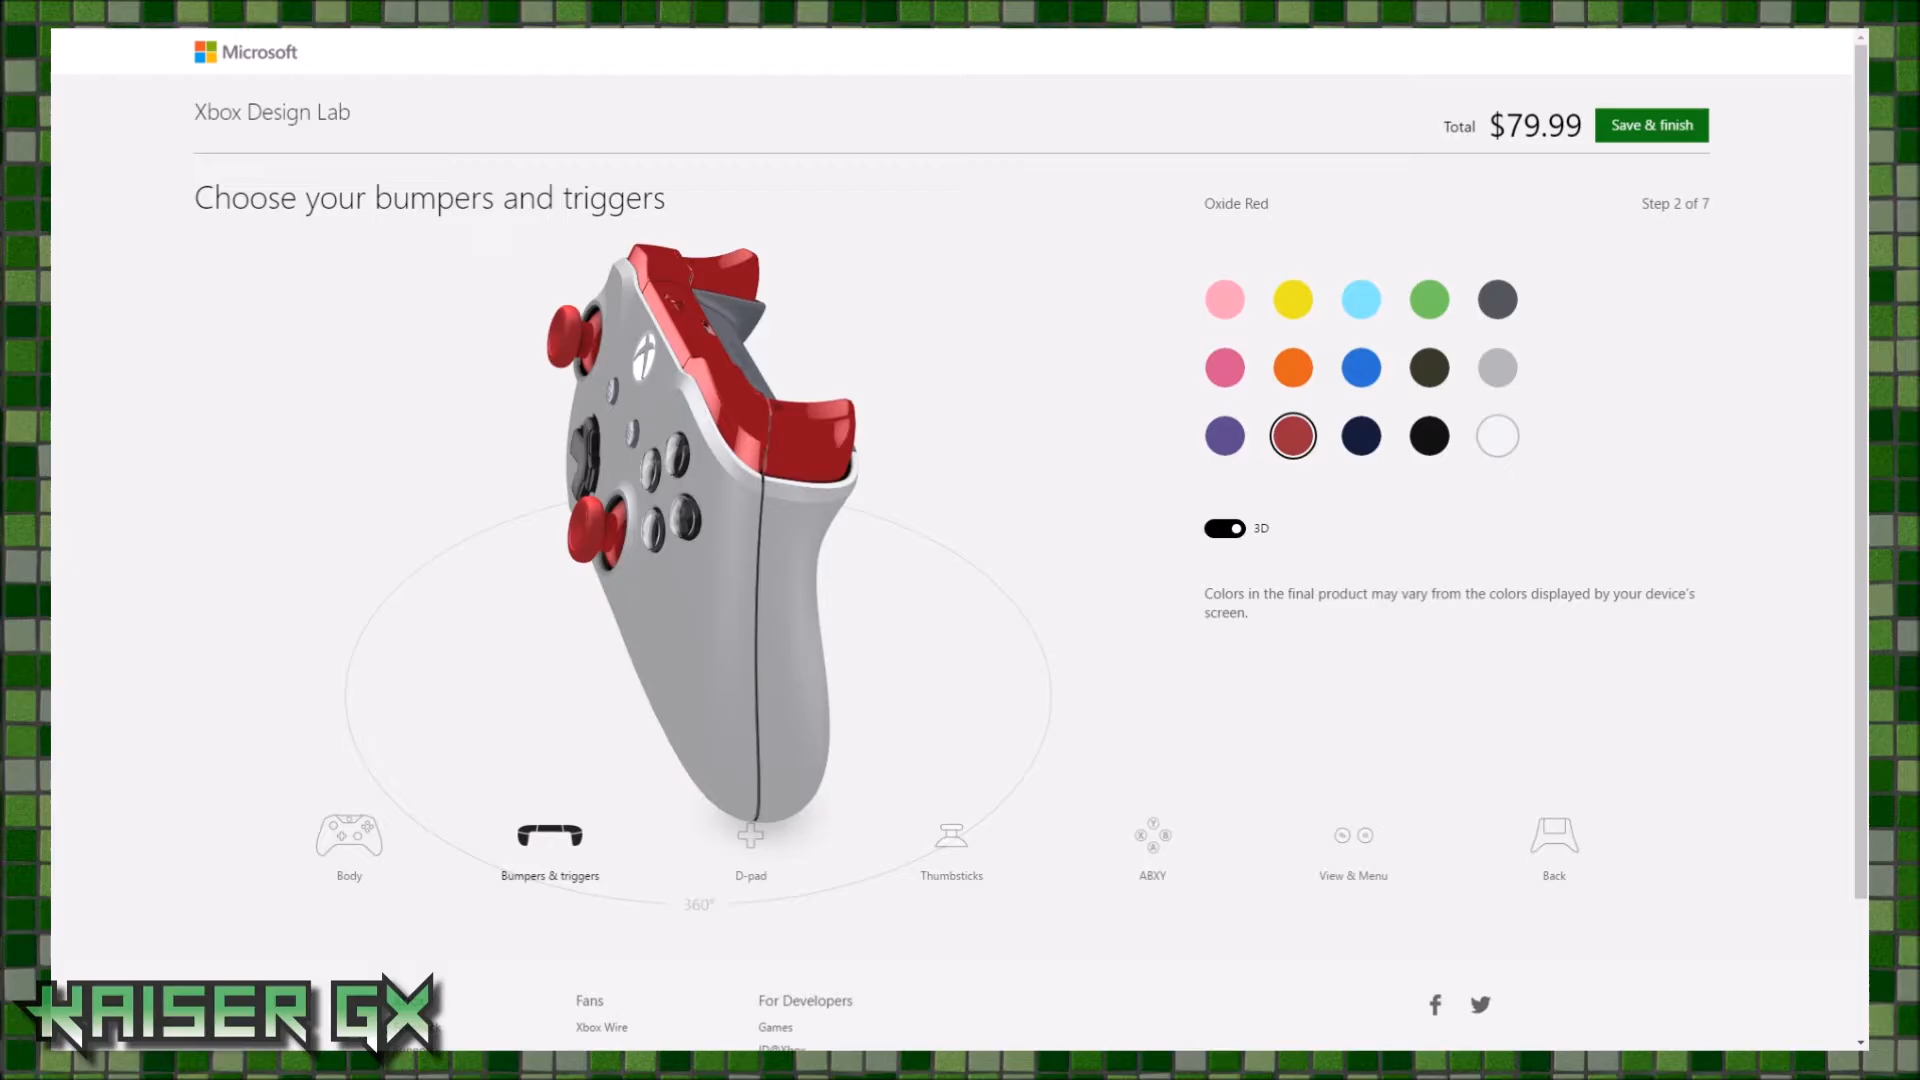 Microsoft
Xbox Design Lab
Total $79.99 Save & finish
Choose your bumpers and triggers
Oxide Red
Step 2 of 7
3D
Colors in the final product may vary from the colors displayed by your device's
screen.
Body
Bumpers & triggers
D-pad
Thumbsticks
ABXY
View & Menu
Back
360°
KAISER GX
Fans
For Developers
Xbox Wire
Games
ID@Xbox